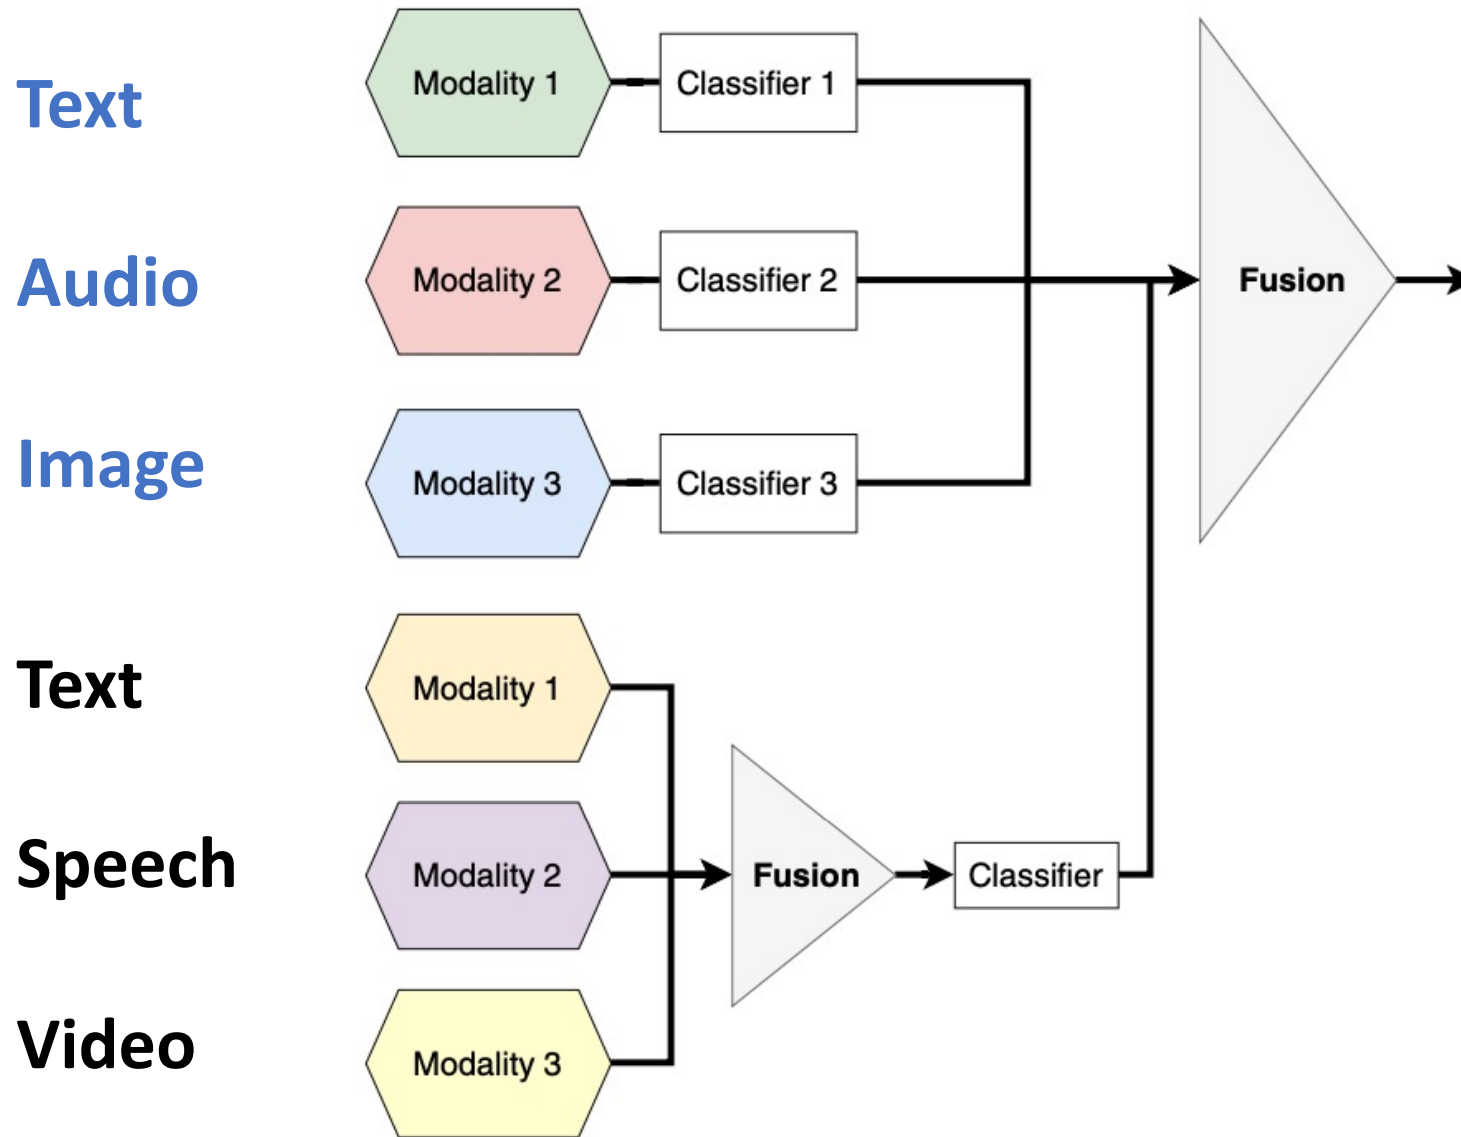 Text
Modality 1
Classifier 1
Audio
Modality 2
Classifier 2
Fusion
Image
Modality 3
Classifier 3
Text
Modality 1
Speech
Modality 2
Fusion
Classifier
Video
Modality 3